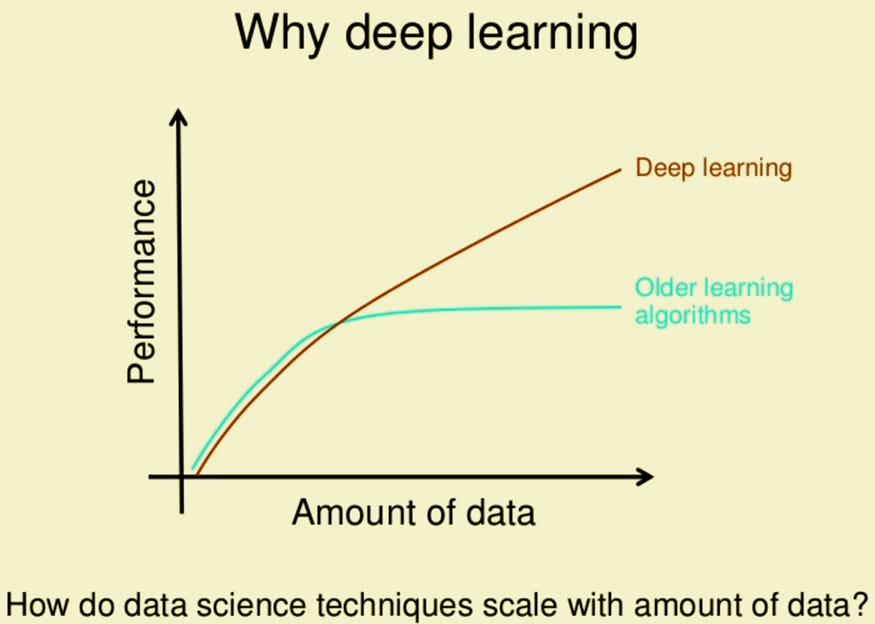 Why deep learning
Performance
Deep learning
Older learning
algorithms
Amount of data
How do data science techniques scale with amount of data?